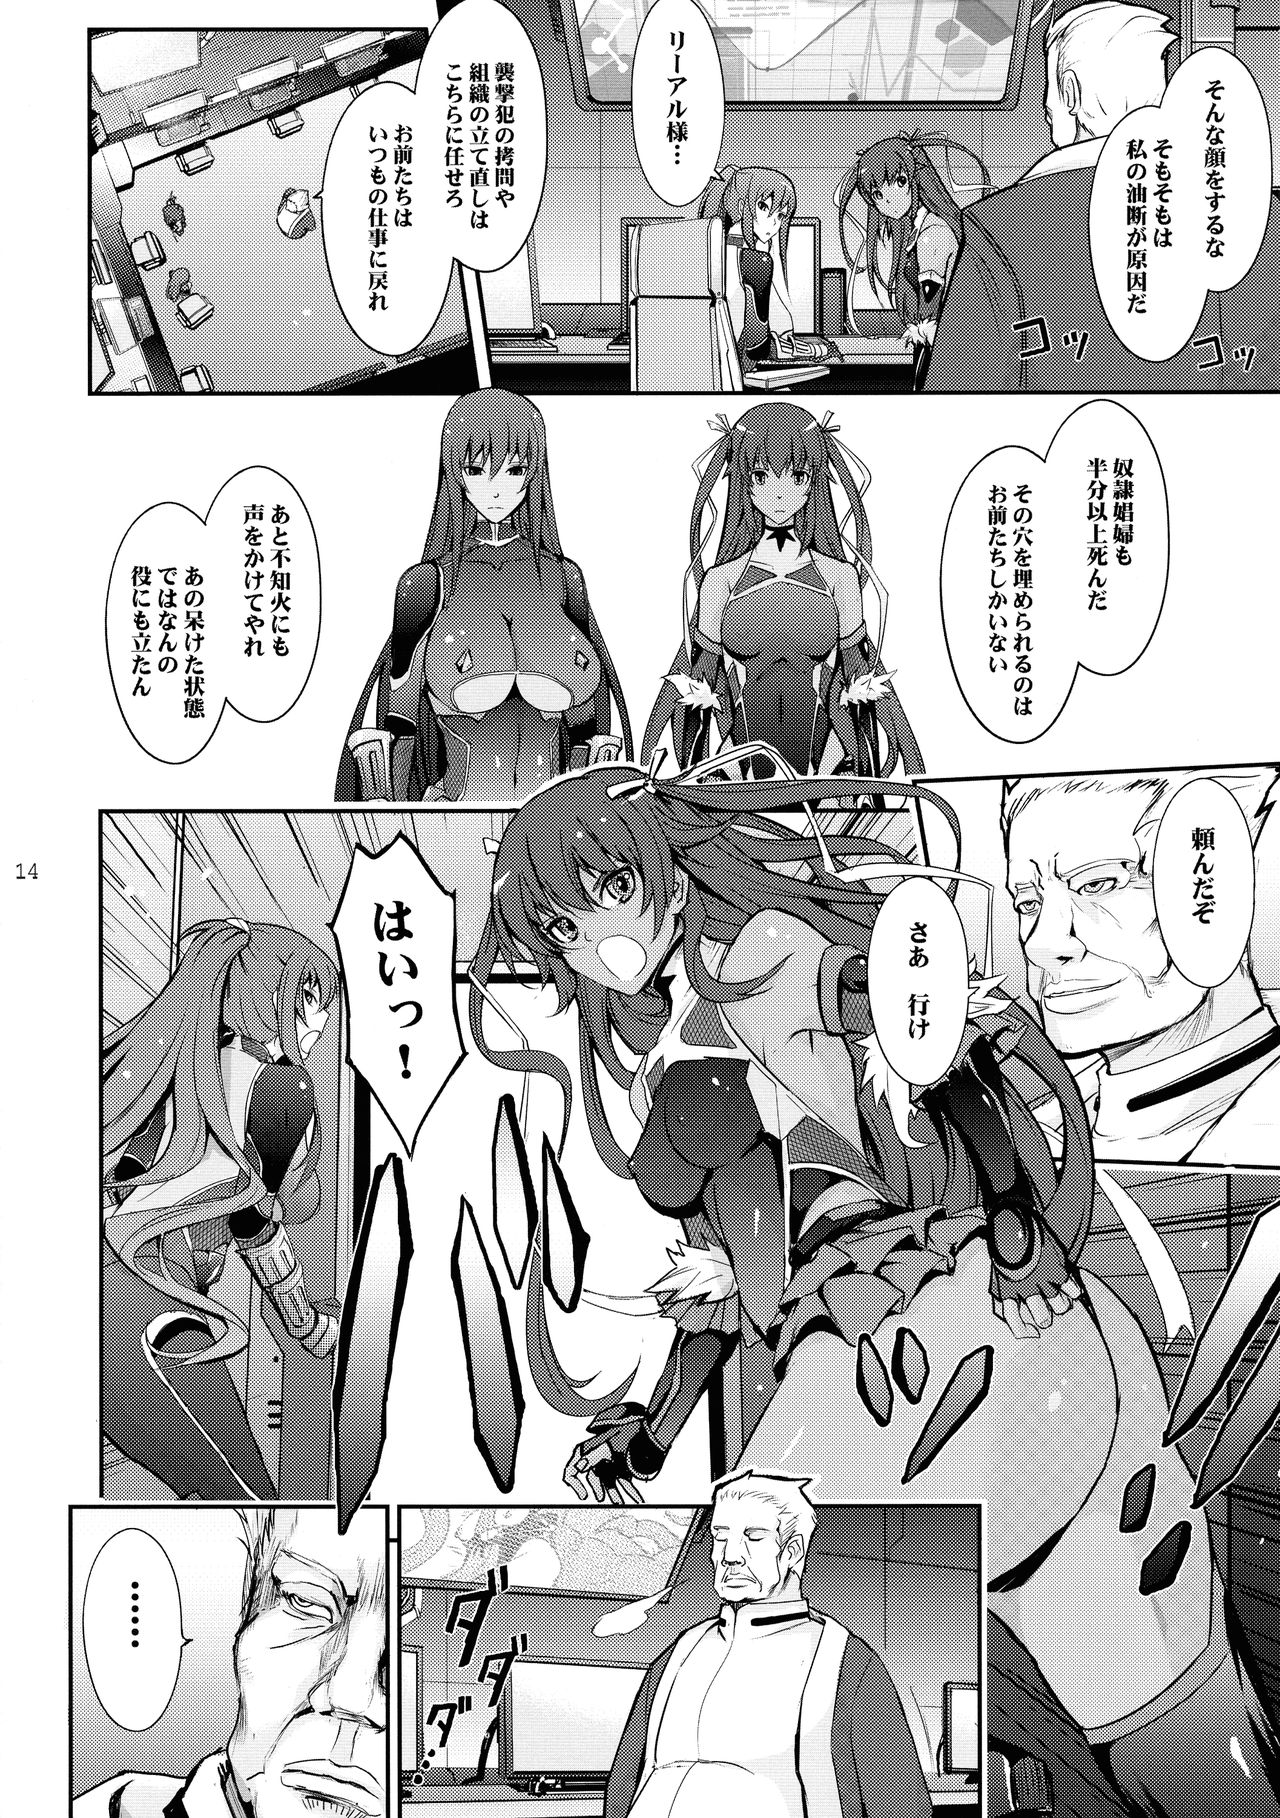 そんな顔をするな
そもそもは
私の油断が原因だ
コッ
コッ
リーアル様…
襲撃犯の拷問や
組織の立て直しは
こちらに任せろ
お前たちは
いつもの仕事に戻れ
奴隷娼婦も
半分以上死んだ
その穴を埋められるのは
お前たちしかいない
あと不知火にも
声をかけてやれ
あの呆けた状態
ではなんの
役にも立たん
頼んだぞ
さあ 行け
はいっ！
バッ
ダダダダ…
……
14